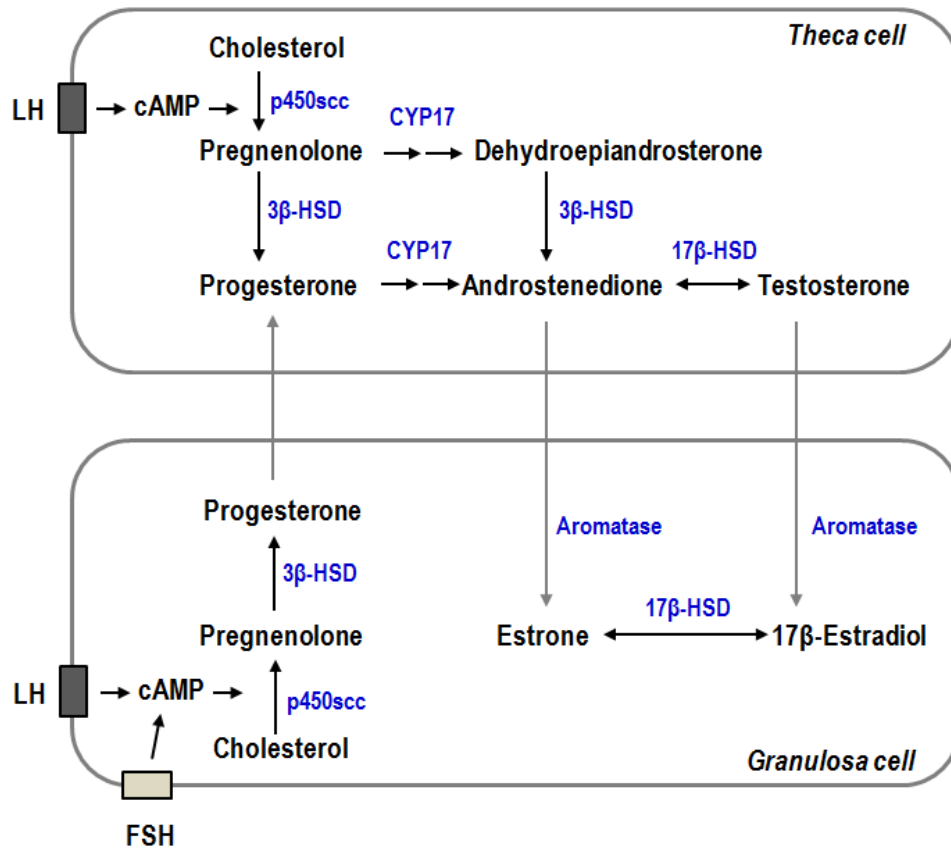 Theca cell
Cholesterol
p450scc
LH
cAMP
CYP17
Pregnenolone
Dehydroepiandrosterone
3β-HSD
3β-HSD
CYP17
17β-HSD
Progesterone
Androstenedione
Testosterone
Progesterone
Aromatase
Aromatase
3β-HSD
17β-HSD
Pregnenolone
Estrone
17β-Estradiol
LH
cAMP
p450scc
Cholesterol
Granulosa cell
FSH